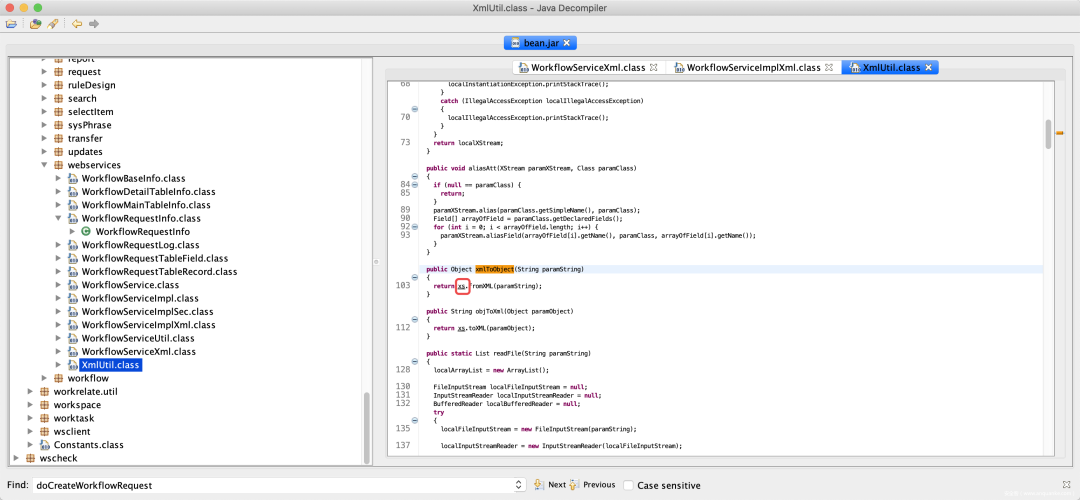 XmlUtil.class – Java Decompiler
bean.jar
report
request
ruleDesign
search
selectItem
sysPhrase
transfer
updates
webservices
WorkflowBaseInfo.class
WorkflowDetailTableInfo.class
WorkflowMainTableInfo.class
WorkflowRequestInfo.class
WorkflowRequestInfo
WorkflowRequestLog.class
WorkflowRequestTableField.class
WorkflowRequestTableRecord.class
WorkflowService.class
WorkflowServiceImpl.class
WorkflowServiceImplSec.class
WorkflowServiceImplXml.class
WorkflowServiceUtil.class
WorkflowServiceXml.class
XmlUtil.class
workflow
workrelate.util
workspace
worktask
wsclient
Constants.class
wscheck
WorkflowServiceXml.class WorkflowServiceImplXml.class XmlUtil.class
68 localInstantiationException.printStackTrace();
}
catch (IllegalAccessException localIllegalAccessException)
{
70 localIllegalAccessException.printStackTrace();
}
}
73 return localXStream;
}
public void aliasAtt(XStream paramXStream, Class paramClass)
{
84 if (null == paramClass) {
85 return;
}
89 paramXStream.alias(paramClass.getSimpleName(), paramClass);
90 Field[] arrayOfField = paramClass.getDeclaredFields();
92 for (int i = 0; i < arrayOfField.length; i++) {
93 paramXStream.aliasField(arrayOfField[i].getName(), paramClass, arrayOfField[i].getName());
}
}
public Object xmlToObject(String paramString)
{
103 return xs.fromXML(paramString);
}
public String objToXml(Object paramObject)
{
112 return xs.toXML(paramObject);
}
public static List readFile(String paramString)
{
128 localArrayList = new ArrayList();
130 FileInputStream localFileInputStream = null;
131 InputStreamReader localInputStreamReader = null;
132 BufferedReader localBufferedReader = null;
try
{
135 localFileInputStream = new FileInputStream(paramString);
137 localInputStreamReader = new InputStreamReader(localFileInputStream);
Find: doCreateWorkflowRequest Next Previous Case sensitive